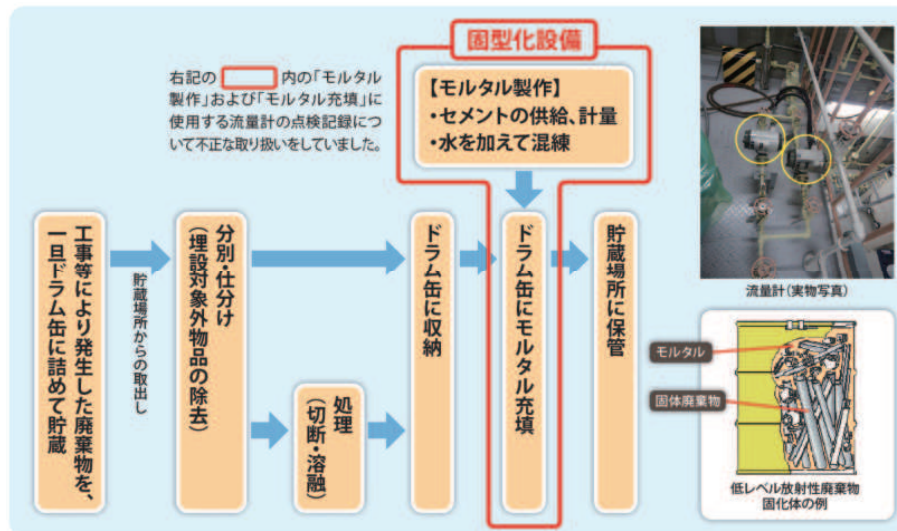 固型化設備
右記の 内の「モルタル
製作」および「モルタル充填」に
使用する流量計の点検記録につ
いて不正な取り扱いをしていました。
【モルタル製作】
・セメントの供給、計量
・水を加えて混練
工事等により発生した廃棄物を、
一旦ドラム缶に詰めて貯蔵
貯蔵場所からの取出し
分別・仕分け
(埋設対象外物品の除去)
処理
(切断・溶融)
ドラム缶に収納
ドラム缶にモルタル充填
貯蔵場所に保管
流量計(実物写真)
モルタル
固体廃棄物
低レベル放射性廃棄物
固化体の例